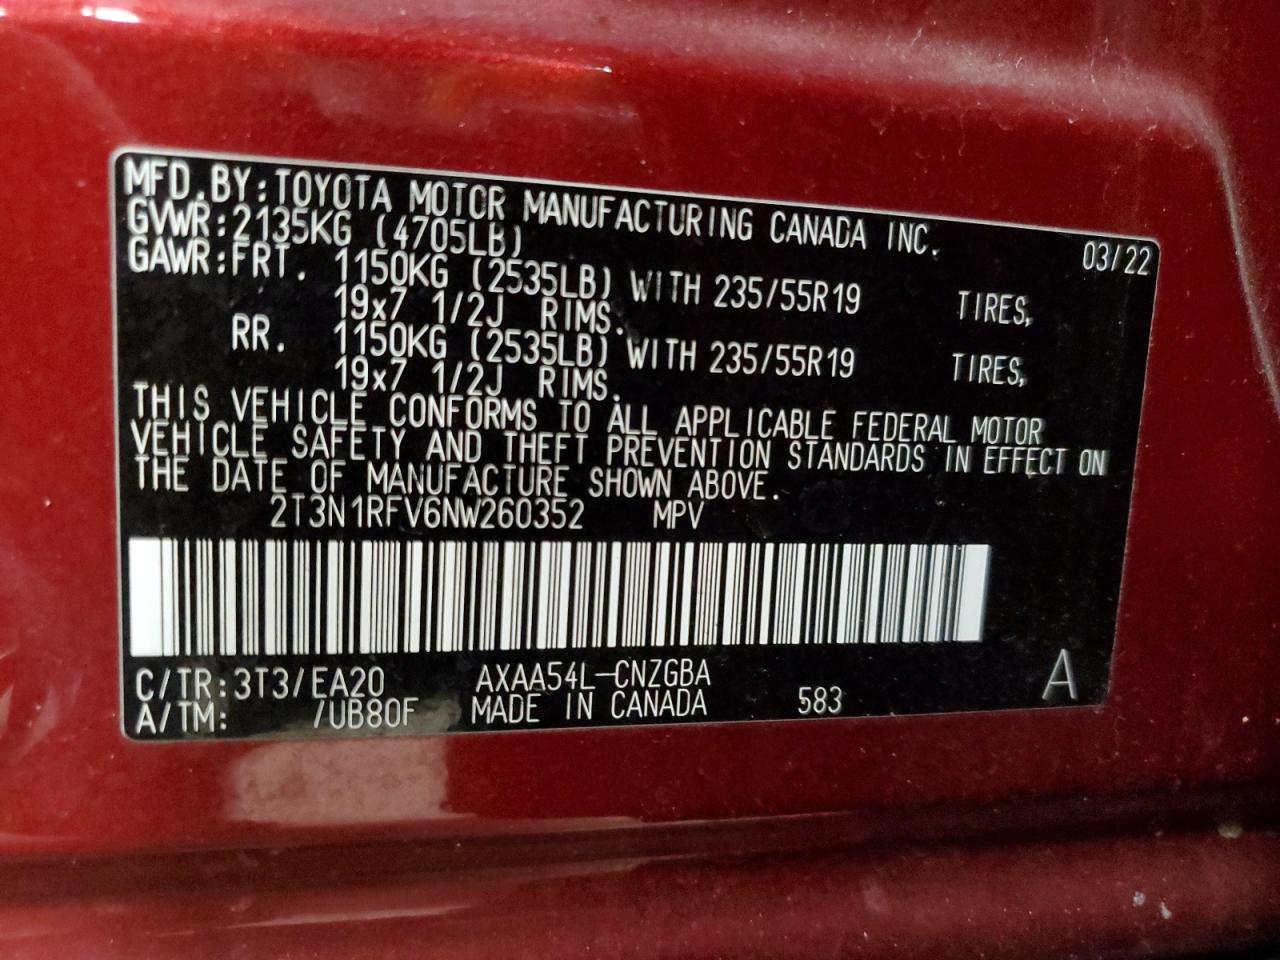 MFD.BY:TOYOTA MOTOR MANUFACTURING CANADA INC.
03/22
GVWR:2135KG (4705LB)
GAWR:FRT. 1150KG (2535LB) WITH 235/55R19 TIRES,
19x7 1/2J RIMS.
RR. 1150KG (2535LB) WITH 235/55R19 TIRES,
19x7 1/2J RIMS.
THIS VEHICLE CONFORMS TO ALL APPLICABLE FEDERAL MOTOR
VEHICLE SAFETY AND THEFT PREVENTION STANDARDS IN EFFECT ON
THE DATE OF MANUFACTURE SHOWN ABOVE.
2T3N1RFV6NW260352 MPV
C/TR:3T3/EA20 AXAA54L-CNZGBA
A/TM: /UB80F MADE IN CANADA 583 A